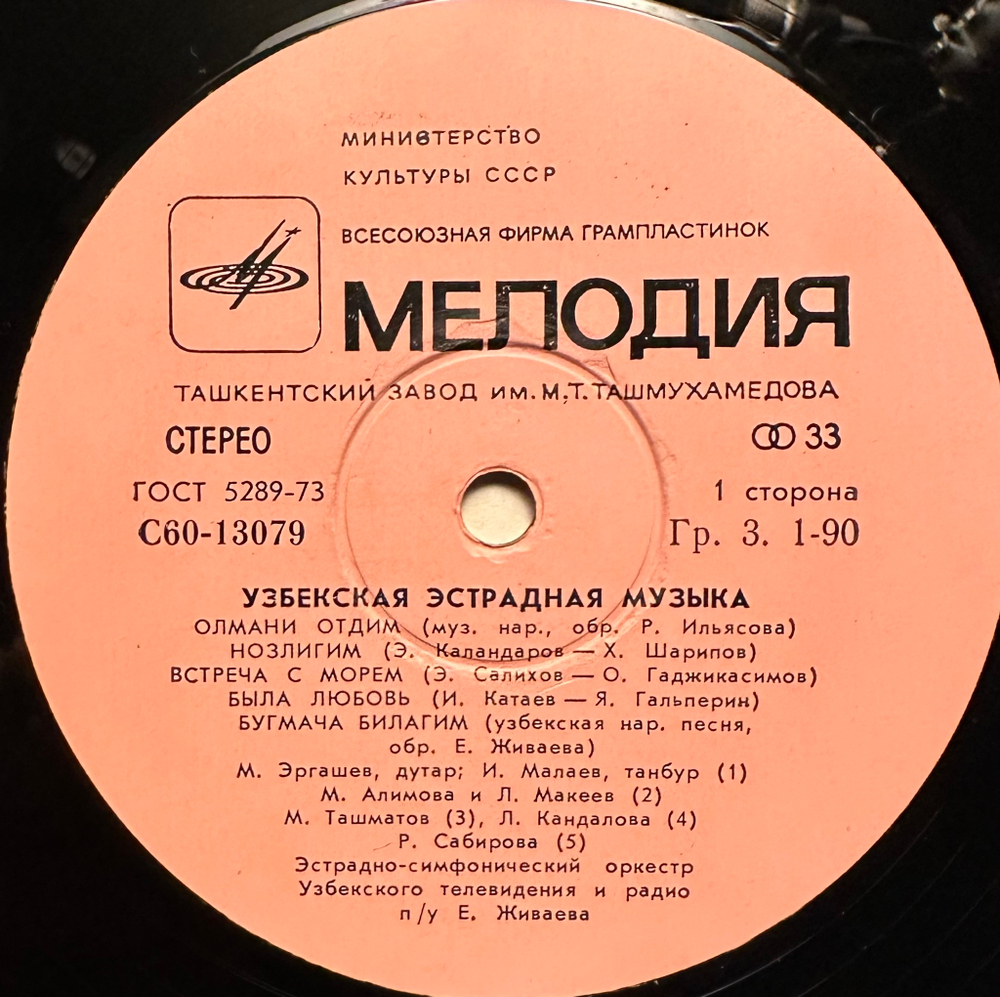 МИНИСТЕРСТВО
КУЛЬТУРЫ СССР
ВСЕСОЮЗНАЯ ФИРМА ГРАМПЛАСТИНОК
МЕЛОДИЯ
ТАШКЕНТСКИЙ ЗАВОД им. М.Т. ТАШМУХАМЕДОВА
СТЕРЕО 33
ГОСТ 5289-73 1 сторона
С60-13079 Гр. 3. 1-90
УЗБЕКСКАЯ ЭСТРАДНАЯ МУЗЫКА
ОЛМАНИ ОТДИМ (муз. нар., обр. Р. Ильясова)
НОЗЛИГИМ (Э. Каландаров — Х. Шарипов)
ВСТРЕЧА С МОРЕМ (Э. Салихов — О. Гаджикасимов)
БЫЛА ЛЮБОВЬ (И. Катаев — Я. Гальперин)
БУГМАЧА БИЛАГИМ (узбекская нар. песня,
обр. Е. Живаева)
М. Эргашев, дутар; И. Малаев, танбур (1)
М. Алимова и Л. Макеев (2)
М. Ташматов (3), Л. Кандалова (4)
Р. Сабирова (5)
Эстрадно-симфонический оркестр
Узбекского телевидения и радио
п/у Е. Живаева